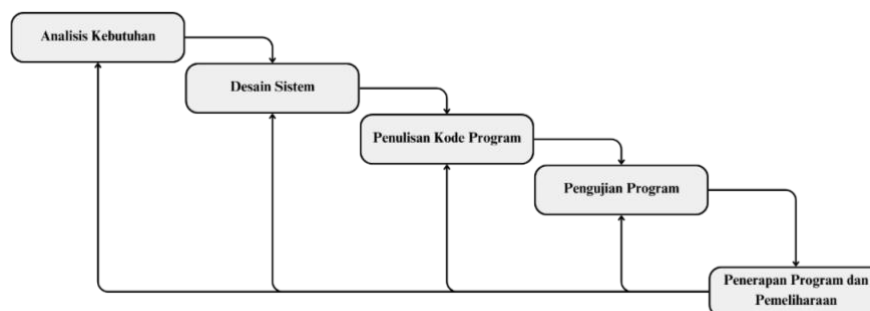 Analisis Kebutuhan
Desain Sistem
Penulisan Kode Program
Pengujian Program
Penerapan Program dan
Pemeliharaan